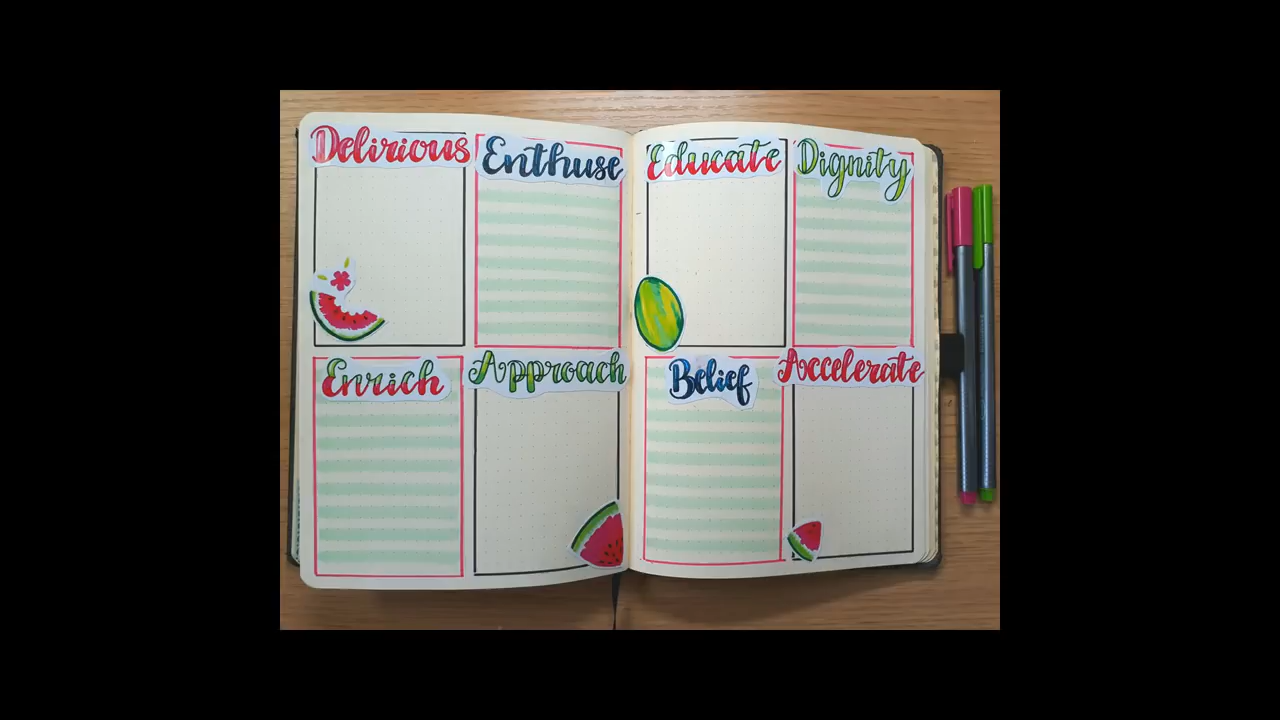 Delirious
Enthuse
Educate
Dignity
Enrich
Approach
Belief
Accelerate